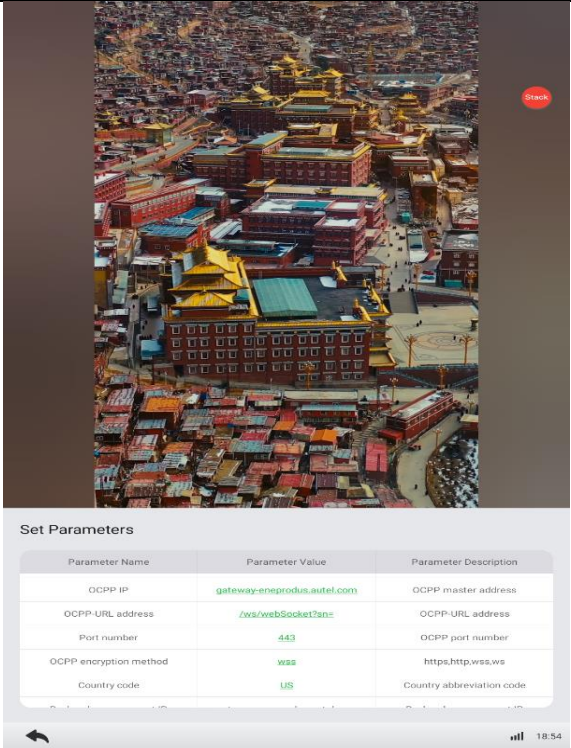 Stack
Set Parameters
Parameter Name Parameter Value Parameter Description
OCPP IP gateway-eneprodus.autel.com OCPP master address
OCPP-URL address /ws/webSocket?sn= OCPP-URL address
Port number 443 OCPP port number
OCPP encryption method wss https,http,wss,ws
Country code US Country abbreviation code
18:54